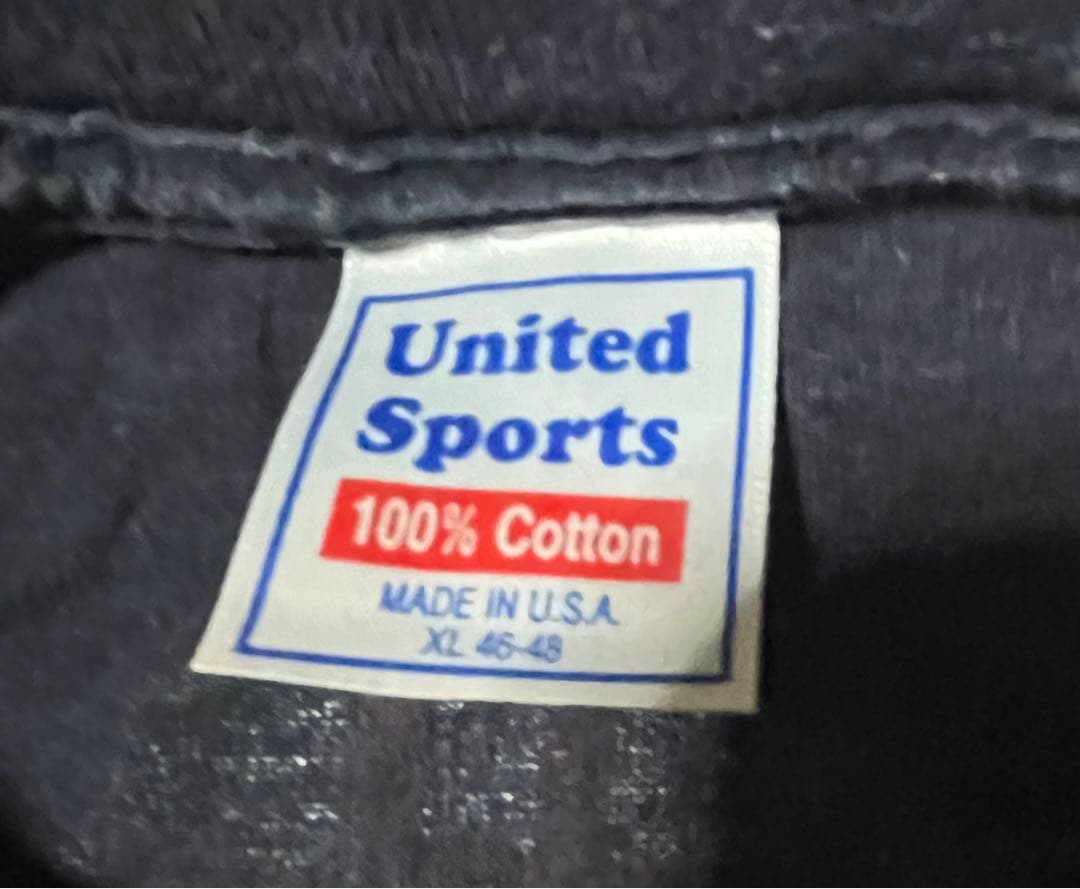 United
Sports
100% Cotton
MADE IN U.S.A.
XL 46-48